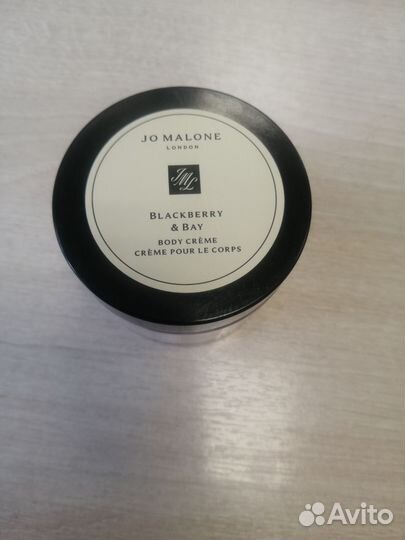 JO MALONE
LONDON
JML
BLACKBERRY
& BAY
BODY CRÈME
CRÈME POUR LE CORPS
Avito